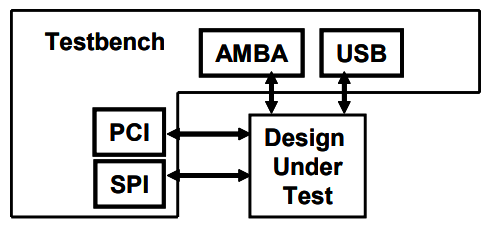 Testbench
AMBA
USB
PCI
SPI
Design
Under
Test